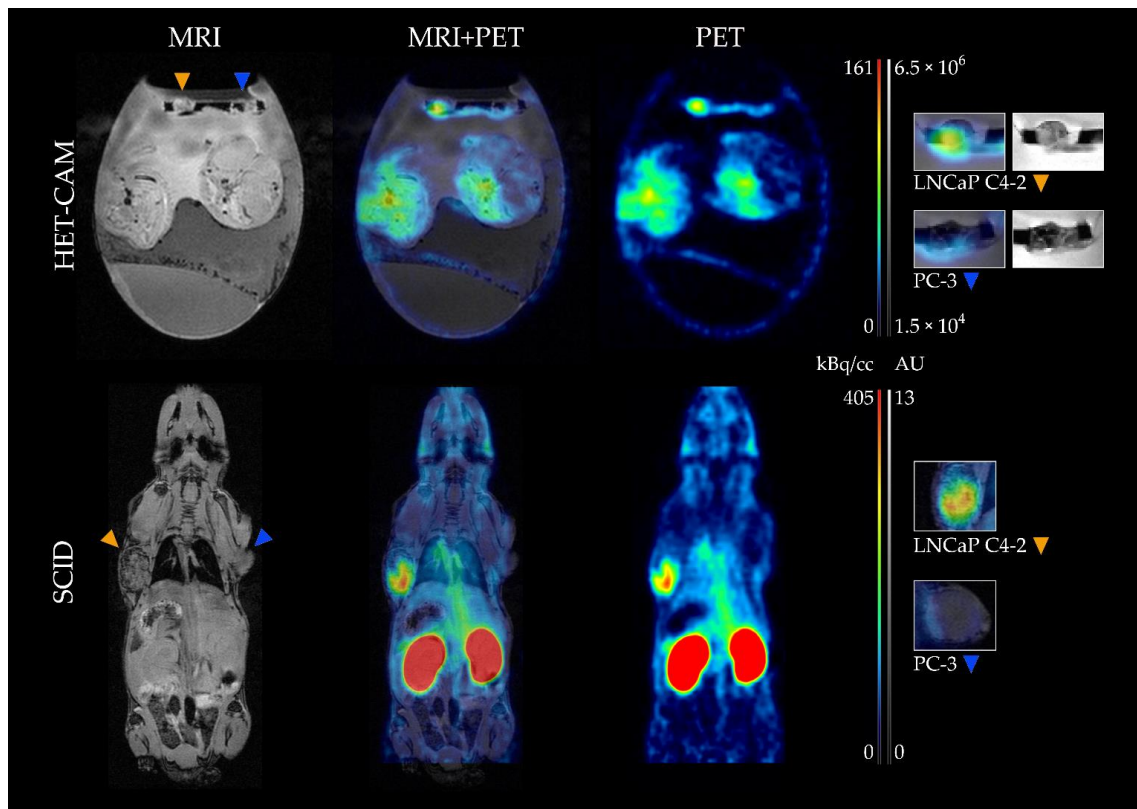 MRI
MRI+PET
PET
HET-CAM
161
6.5 × 10⁶
LNCaP C4-2
PC-3
0
1.5 × 10⁴
kBq/cc
AU
SCID
405
13
LNCaP C4-2
PC-3
0
0